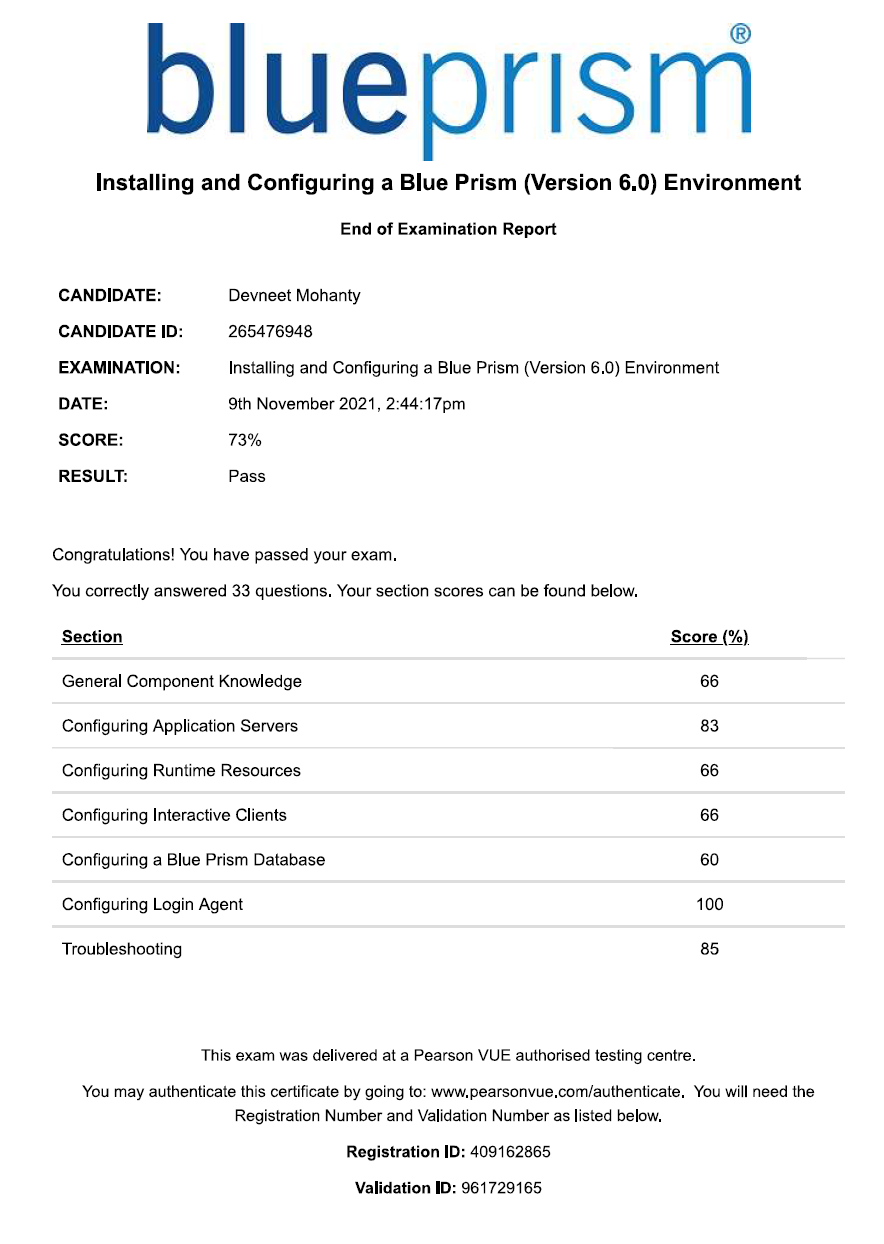 blueprism®
Installing and Configuring a Blue Prism (Version 6.0) Environment
End of Examination Report
CANDIDATE: Devneet Mohanty
CANDIDATE ID: 265476948
EXAMINATION: Installing and Configuring a Blue Prism (Version 6.0) Environment
DATE: 9th November 2021, 2:44:17pm
SCORE: 73%
RESULT: Pass
Congratulations! You have passed your exam.
You correctly answered 33 questions. Your section scores can be found below.
Section Score (%)
General Component Knowledge 66
Configuring Application Servers 83
Configuring Runtime Resources 66
Configuring Interactive Clients 66
Configuring a Blue Prism Database 60
Configuring Login Agent 100
Troubleshooting 85
This exam was delivered at a Pearson VUE authorised testing centre.
You may authenticate this certificate by going to: www.pearsonvue.com/authenticate. You will need the
Registration Number and Validation Number as listed below.
Registration ID: 409162865
Validation ID: 961729165